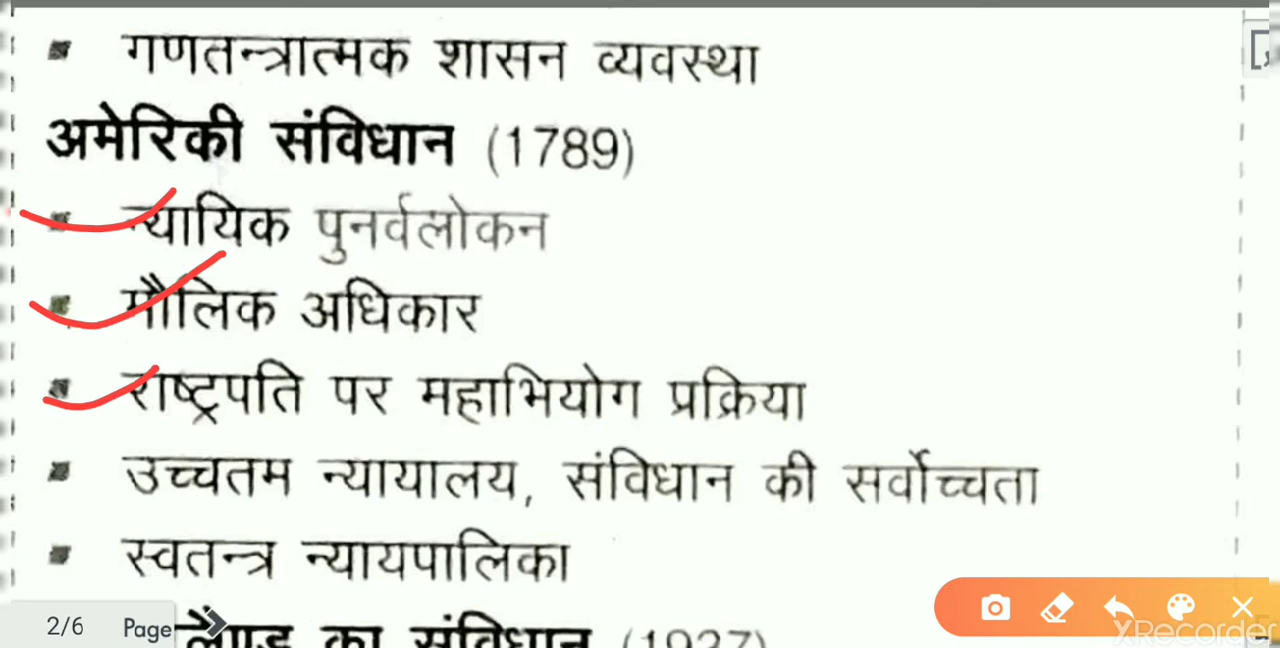 गणतन्त्रात्मक शासन व्यवस्था
अमेरिकी संविधान (1789)
न्यायिक पुनर्वलोकन
मौलिक अधिकार
राष्ट्रपति पर महाभियोग प्रक्रिया
उच्चतम न्यायालय, संविधान की सर्वोच्चता
स्वतन्त्र न्यायपालिका
का संविधान (1937)
2/6 Page
XRecorder